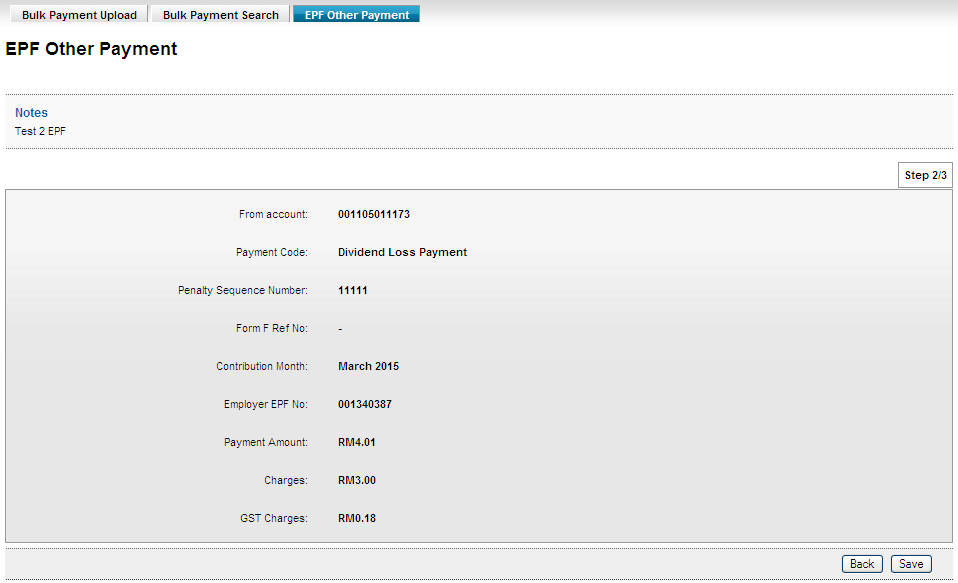 Bulk Payment Upload Bulk Payment Search EPF Other Payment
EPF Other Payment
Notes
Test 2 EPF
Step 2/3
From account: 001105011173
Payment Code: Dividend Loss Payment
Penalty Sequence Number: 11111
Form F Ref No: -
Contribution Month: March 2015
Employer EPF No: 001340387
Payment Amount: RM4.01
Charges: RM3.00
GST Charges: RM0.18
Back Save